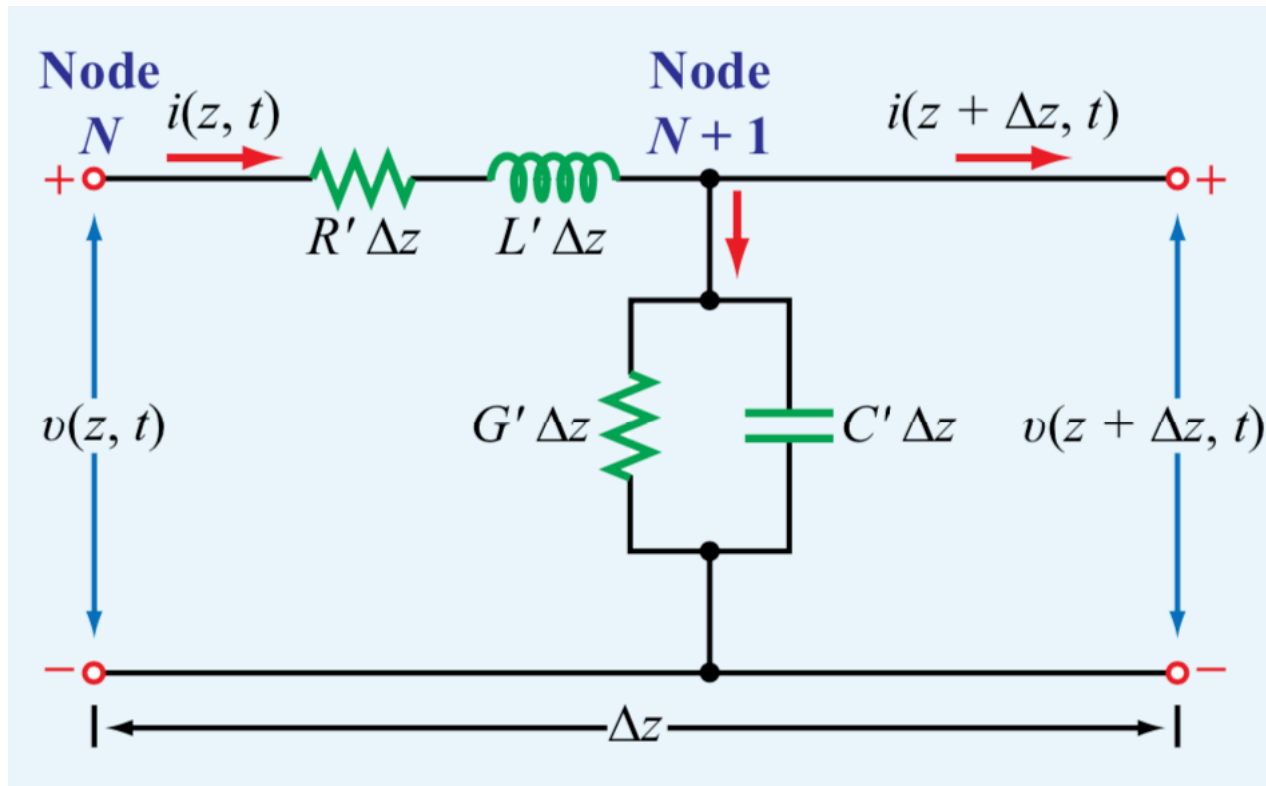 Node
N
i(z, t)
Node
N + 1
i(z + Δz, t)
+
+
R′ Δz
L′ Δz
υ(z, t)
G′ Δz
C′ Δz
υ(z + Δz, t)
−
−
Δz